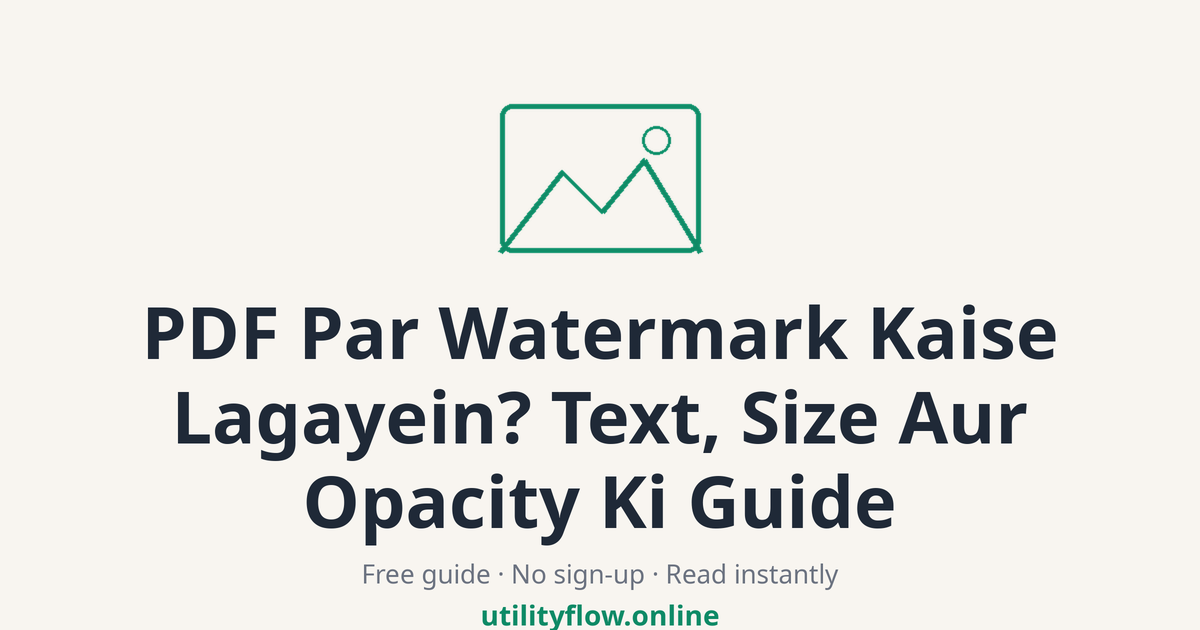 PDF Par Watermark Kaise
Lagayein? Text, Size Aur
Opacity Ki Guide
Free guide · No sign-up · Read instantly
utilityflow.online